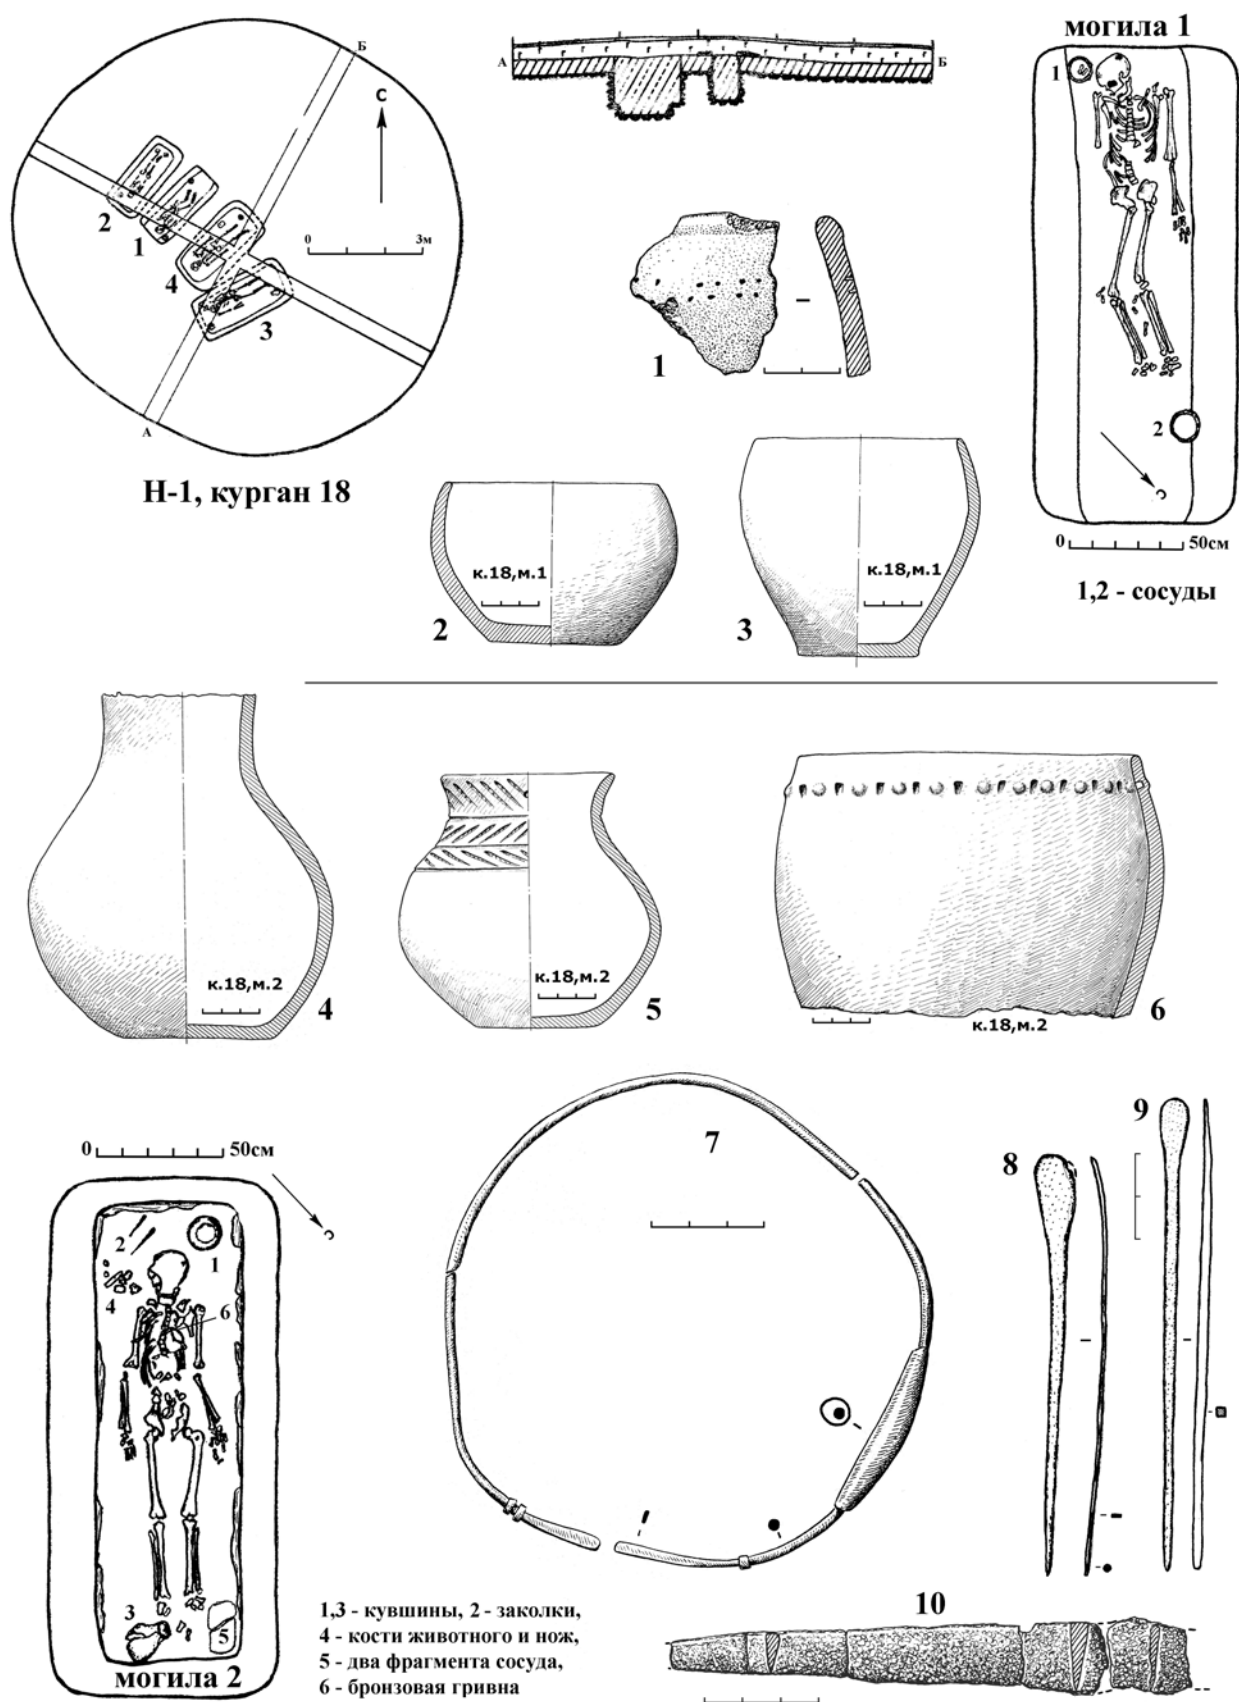 Б
С
2
1
4
3
0 3м
А
Н-1, курган 18
А Б
1
могила 1
1
2
0 50см
1,2 - сосуды
к.18,м.1
2
к.18,м.1
3
к.18,м.2
4
к.18,м.2
5
к.18,м.2
6
0 50см
2
1
4
6
3
5
могила 2
1,3 - кувшины, 2 - заколки,
4 - кости животного и нож,
5 - два фрагмента сосуда,
6 - бронзовая гривна
7
8
9
10